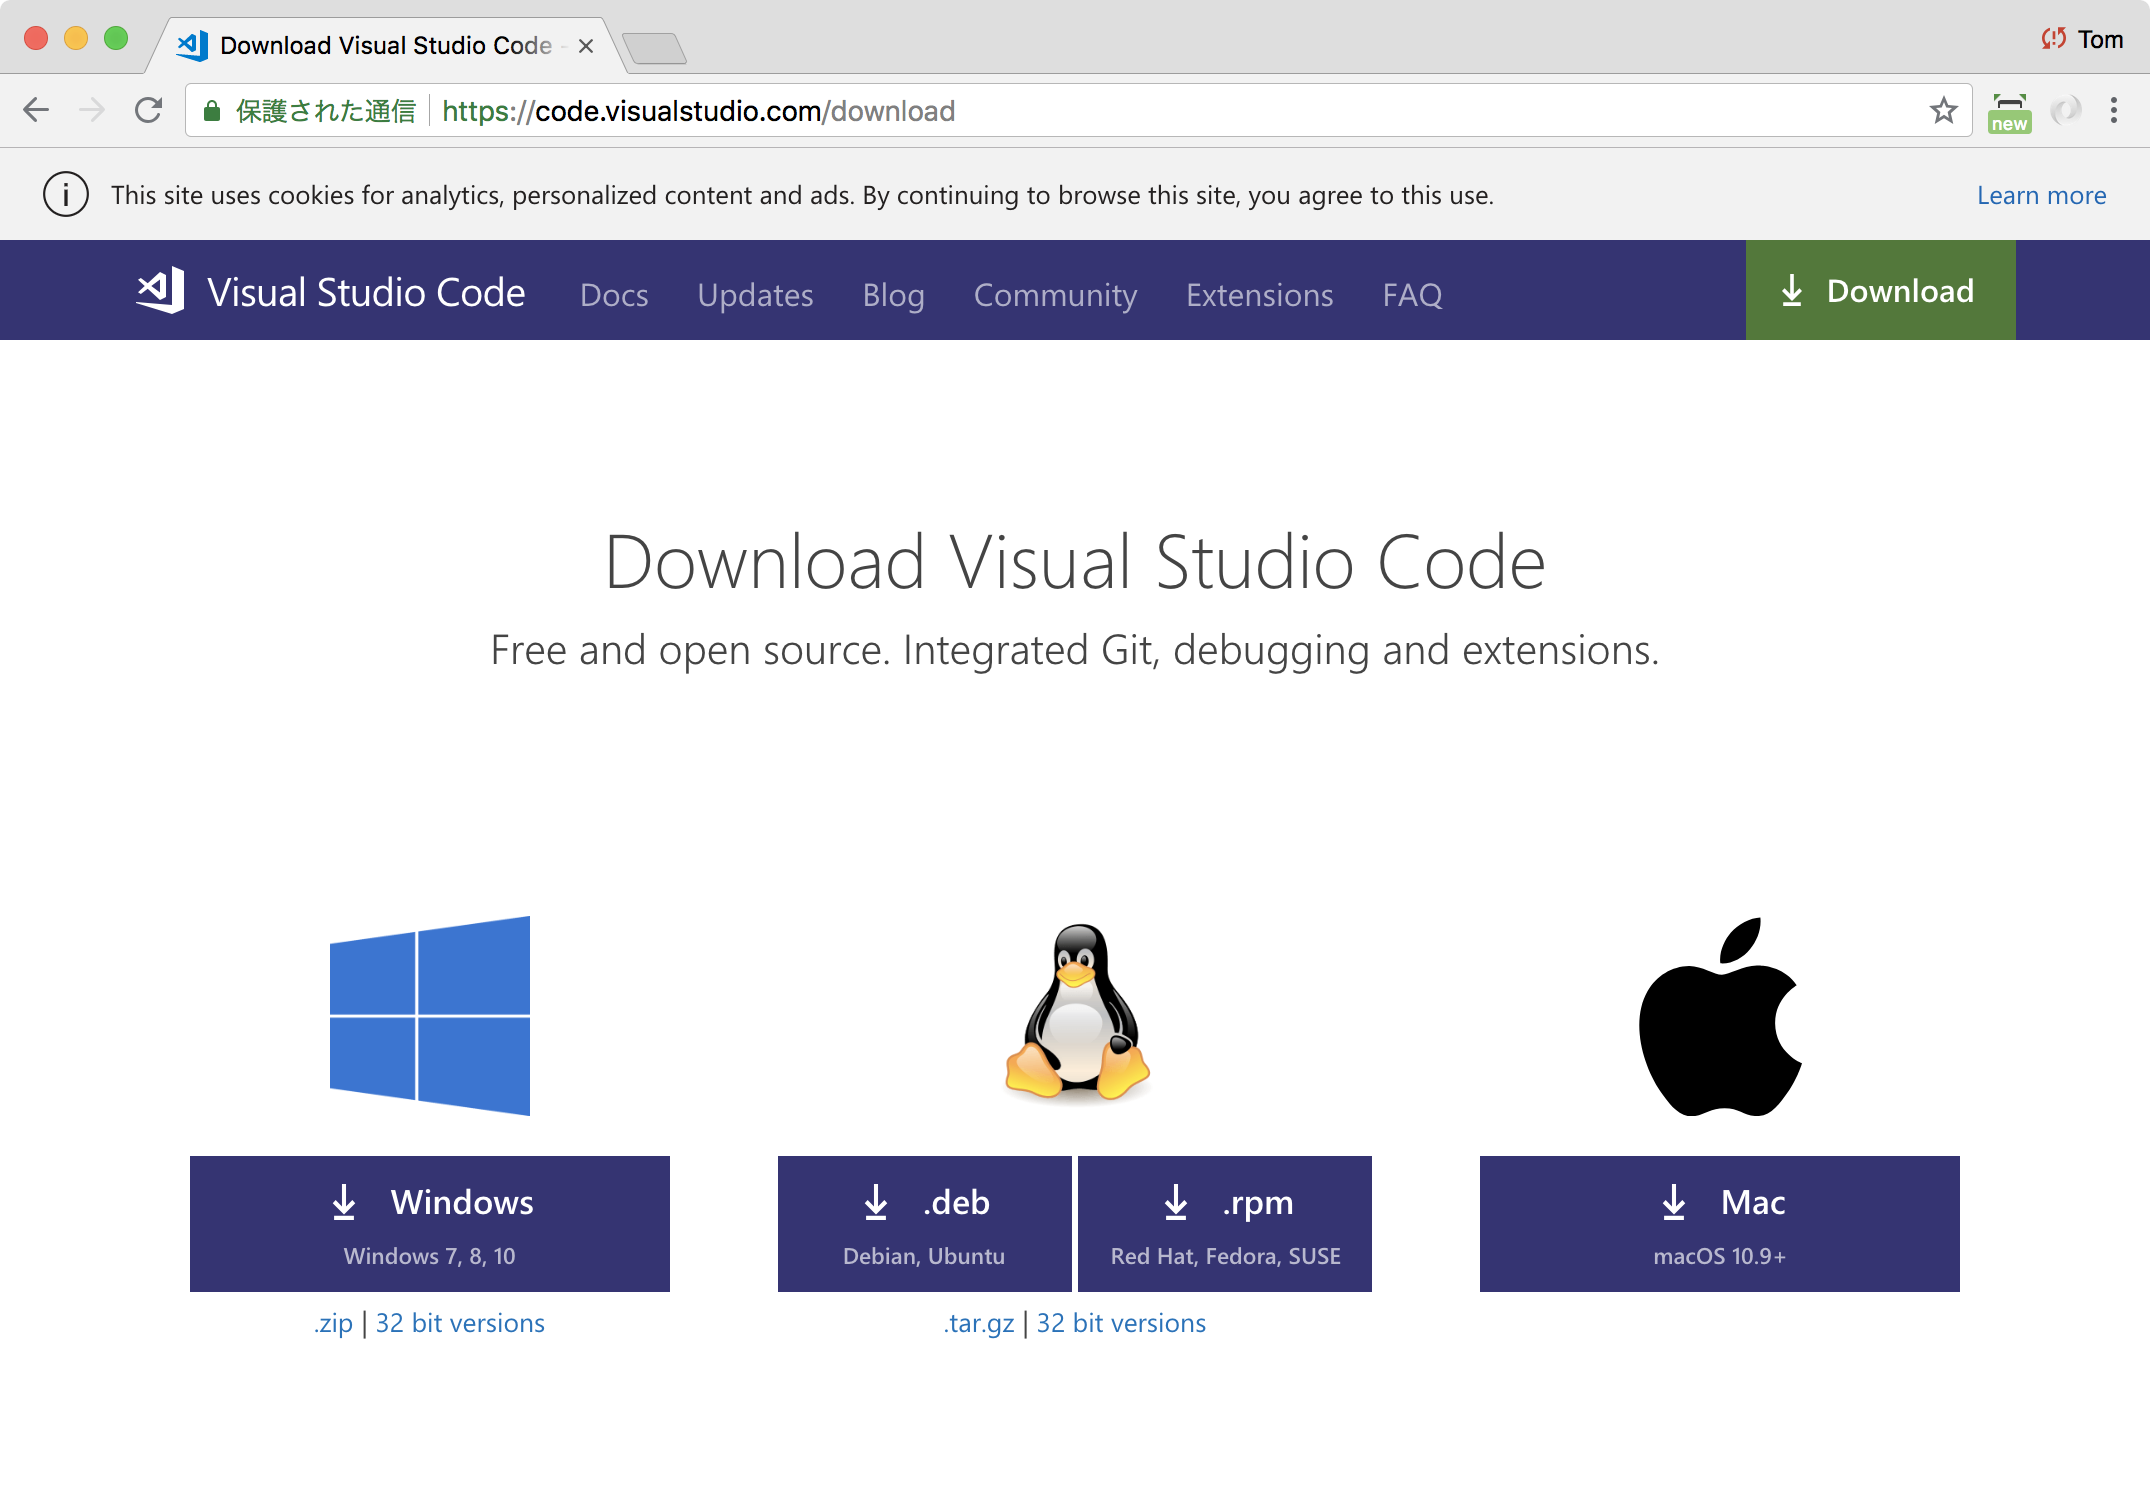 Download Visual Studio Code -
Tom
保護された通信 https://code.visualstudio.com/download
new
This site uses cookies for analytics, personalized content and ads. By continuing to browse this site, you agree to this use. Learn more
Visual Studio Code Docs Updates Blog Community Extensions FAQ Download
Download Visual Studio Code
Free and open source. Integrated Git, debugging and extensions.
Windows
Windows 7, 8, 10
.zip | 32 bit versions
.deb
Debian, Ubuntu
.rpm
Red Hat, Fedora, SUSE
.tar.gz | 32 bit versions
Mac
macOS 10.9+